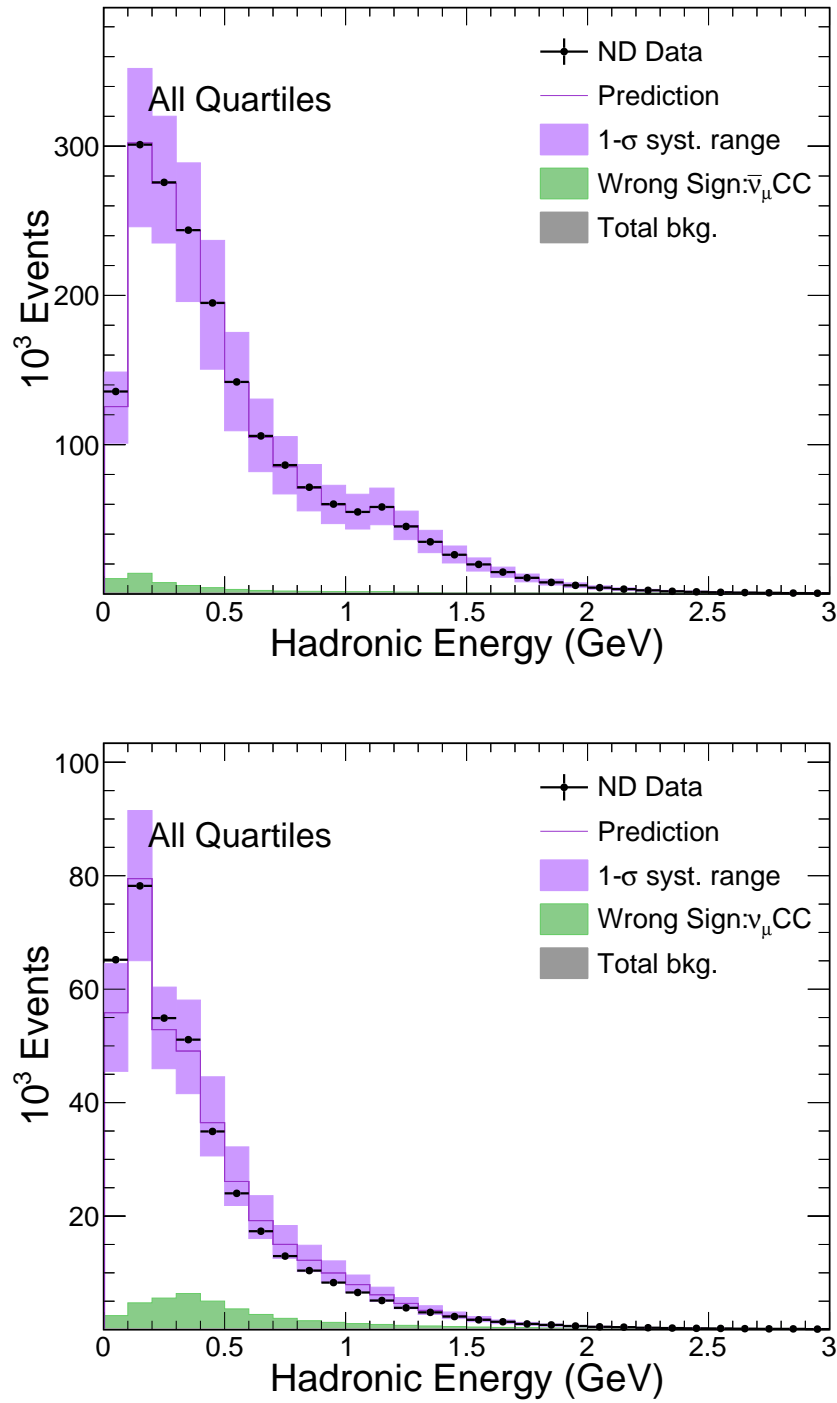 All Quartiles
ND Data
Prediction
1-σ syst. range
Wrong Sign:ν̅μCC
Total bkg.
10³ Events
300
200
100
0 0.5 1 1.5 2 2.5 3
Hadronic Energy (GeV)
All Quartiles
ND Data
Prediction
1-σ syst. range
Wrong Sign:νμCC
Total bkg.
10³ Events
100
80
60
40
20
0 0.5 1 1.5 2 2.5 3
Hadronic Energy (GeV)